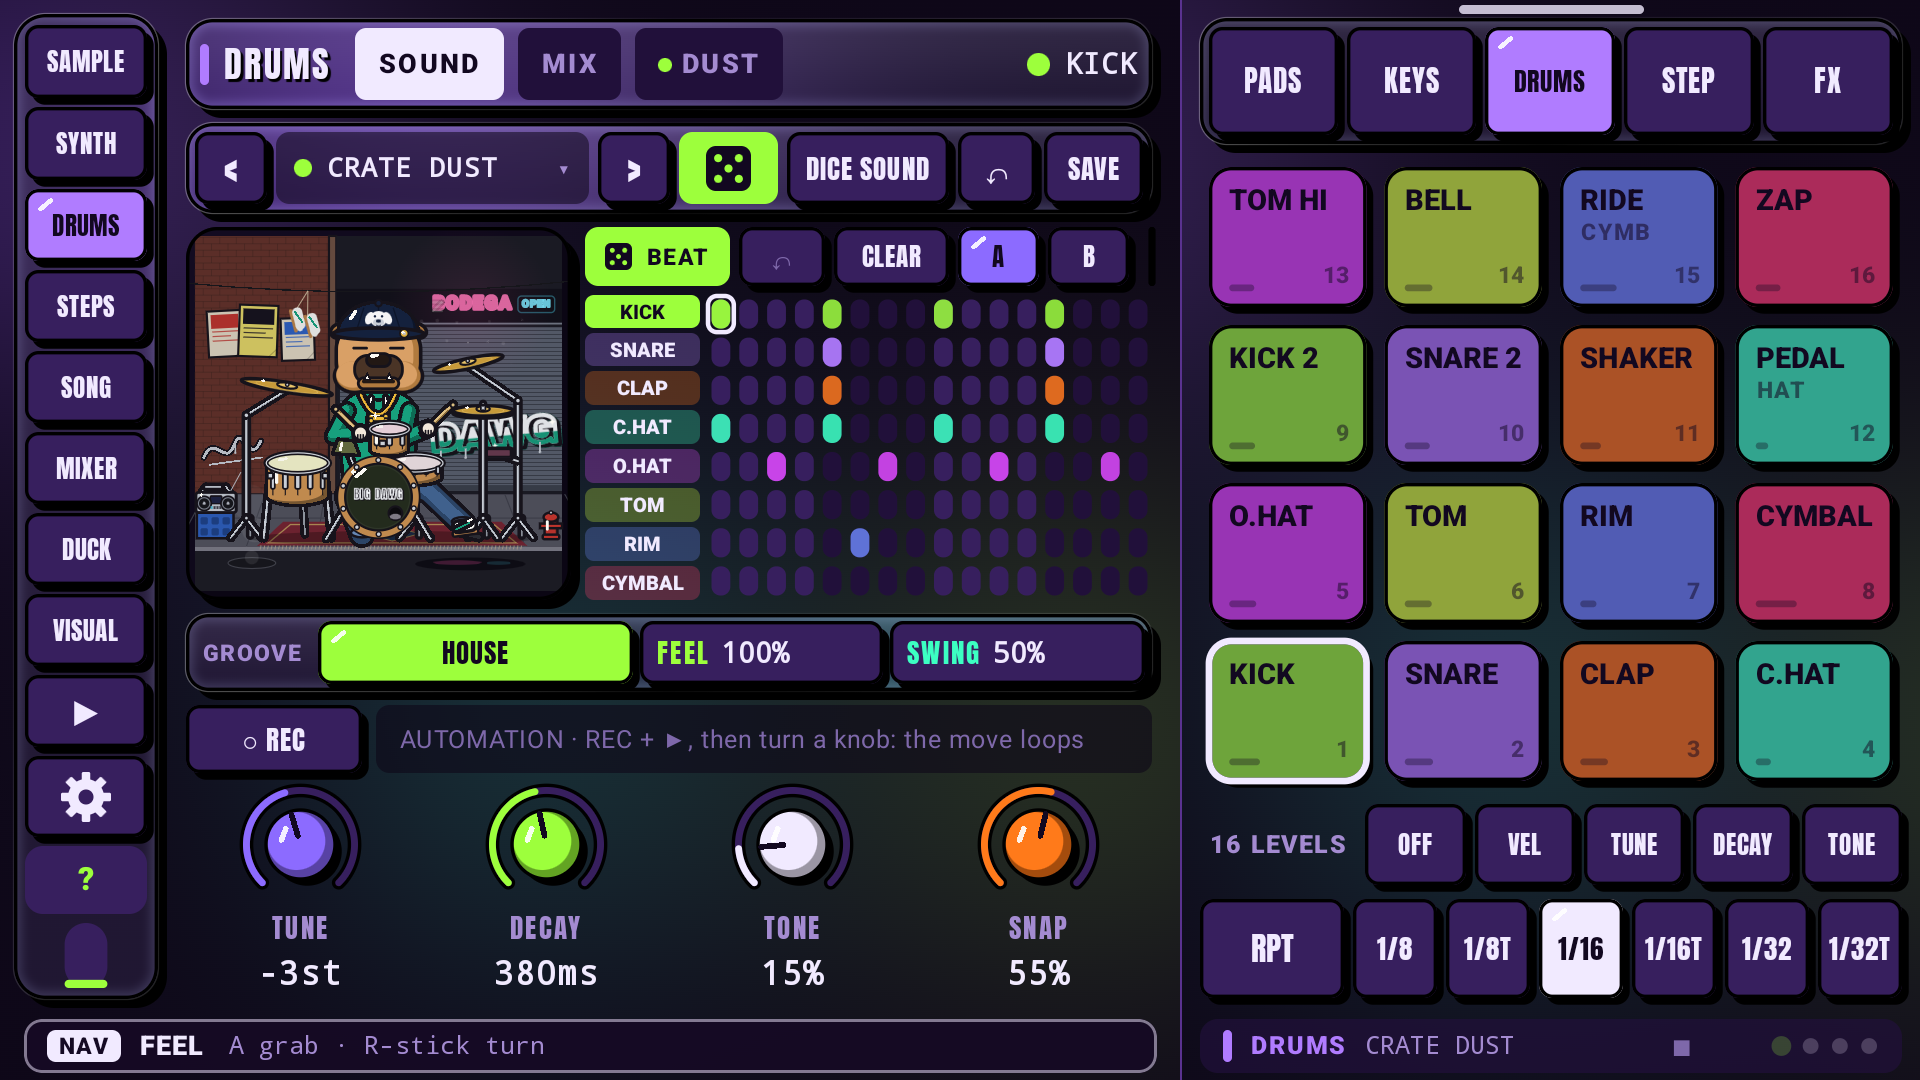 SAMPLE
SYNTH
DRUMS
STEPS
SONG
MIXER
DUCK
VISUAL
?
DRUMS SOUND MIX DUST KICK
< CRATE DUST > DICE SOUND SAVE
BODEGA OPEN
DAWG
BIG DAWG
BEAT CLEAR A B
KICK
SNARE
CLAP
C.HAT
O.HAT
TOM
RIM
CYMBAL
GROOVE HOUSE FEEL 100% SWING 50%
○ REC AUTOMATION · REC + ►, then turn a knob: the move loops
TUNE DECAY TONE SNAP
-3st 380ms 15% 55%
NAV FEEL A grab · R-stick turn
PADS KEYS DRUMS STEP FX
TOM HI 13
BELL 14
RIDE CYMB 15
ZAP 16
KICK 2 9
SNARE 2 10
SHAKER 11
PEDAL HAT 12
O.HAT 5
TOM 6
RIM 7
CYMBAL 8
KICK 1
SNARE 2
CLAP 3
C.HAT 4
16 LEVELS OFF VEL TUNE DECAY TONE
RPT 1/8 1/8T 1/16 1/16T 1/32 1/32T
DRUMS CRATE DUST